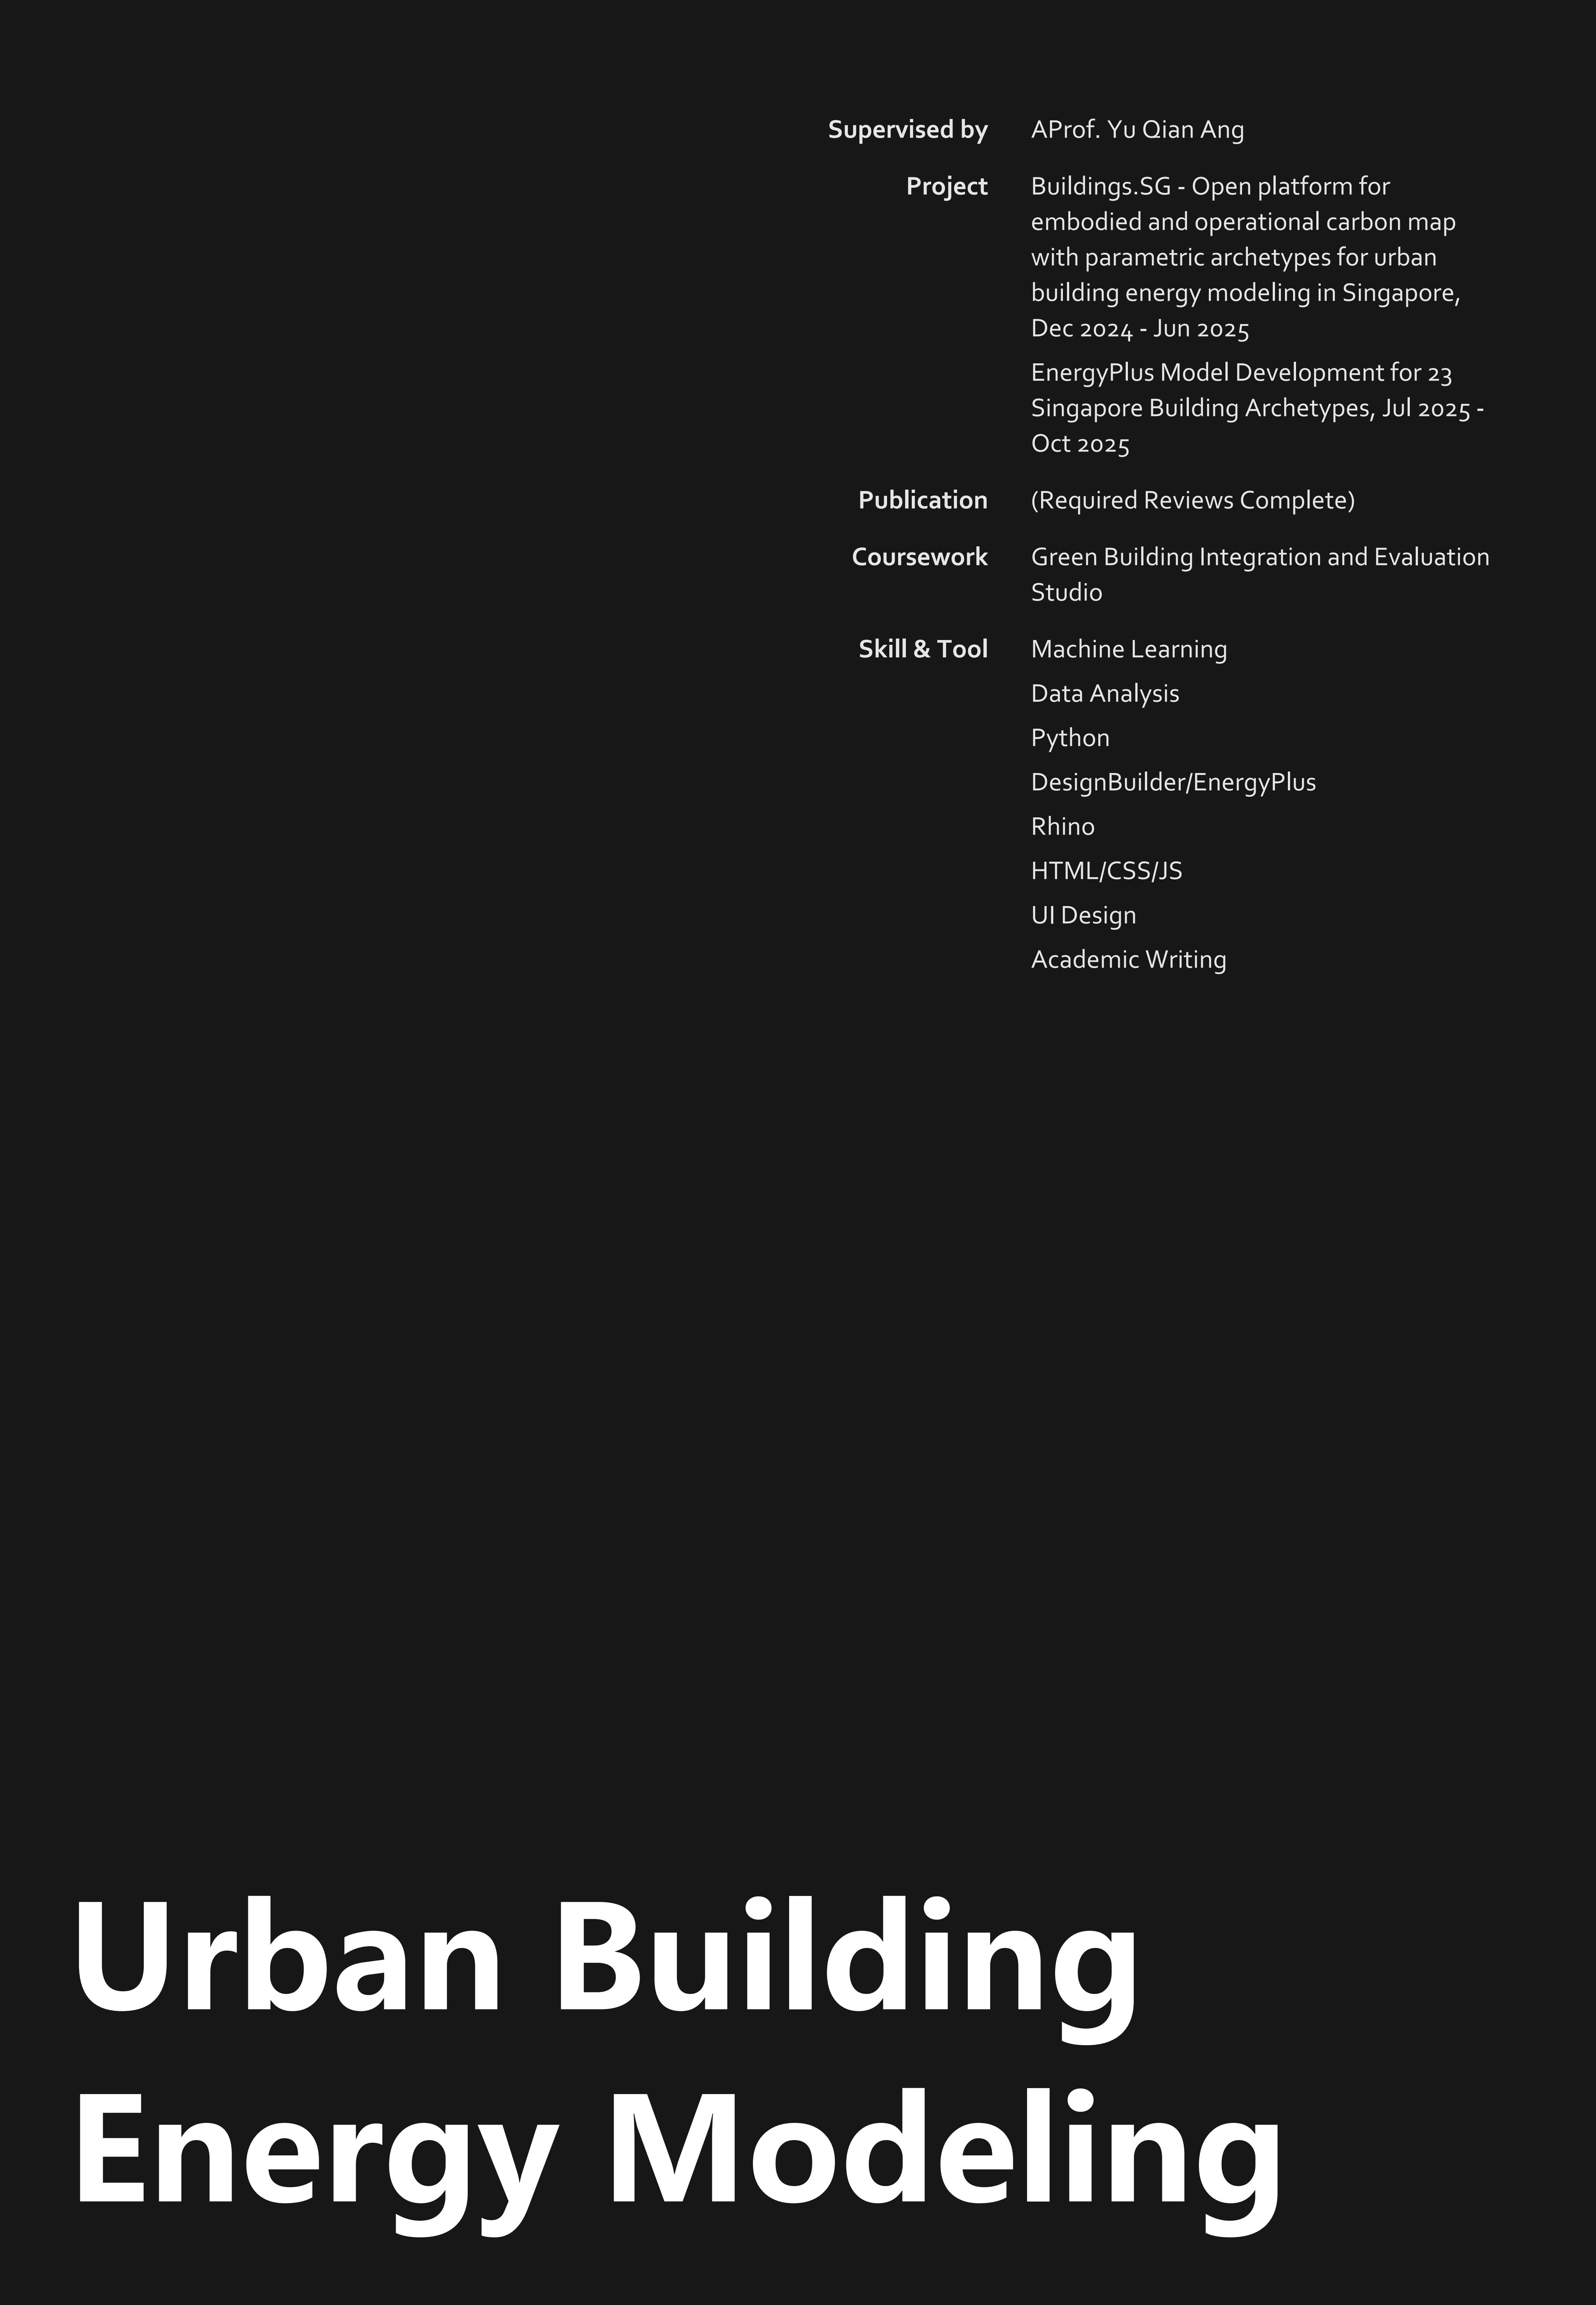 Supervised by AProf. Yu Qian Ang
Project Buildings.SG - Open platform for
embodied and operational carbon map
with parametric archetypes for urban
building energy modeling in Singapore,
Dec 2024 - Jun 2025
EnergyPlus Model Development for 23
Singapore Building Archetypes, Jul 2025 -
Oct 2025
Publication (Required Reviews Complete)
Coursework Green Building Integration and Evaluation
Studio
Skill & Tool Machine Learning
Data Analysis
Python
DesignBuilder/EnergyPlus
Rhino
HTML/CSS/JS
UI Design
Academic Writing
Urban Building
Energy Modeling